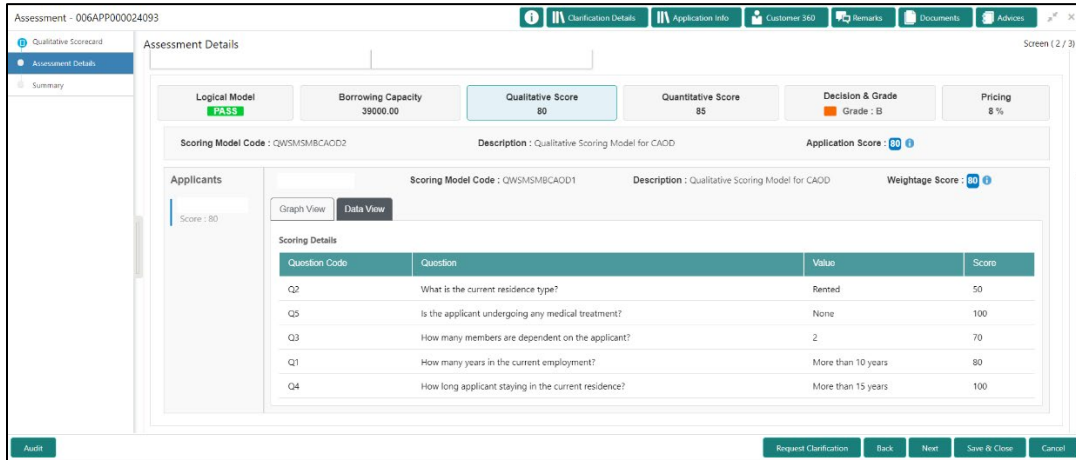 Assessment - 006APP000024093
i Clarification Details Application Info Customer 360 Remarks Documents Advices
Qualitative Scorecard
Assessment Details
Summary
Assessment Details Screen ( 2 / 3)
Logical Model Borrowing Capacity Qualitative Score Quantitative Score Decision & Grade Pricing
PASS 39000.00 80 85 Grade : B 8 %
Scoring Model Code : QWSMSMBCAOD2 Description : Qualitative Scoring Model for CAOD Application Score : 80 i
Applicants
Score : 80
Scoring Model Code : QWSMSMBCAOD1 Description : Qualitative Scoring Model for CAOD Weightage Score : 80 i
Graph View Data View
Scoring Details
Question Code Question Value Score
Q2 What is the current residence type? Rented 50
Q5 Is the applicant undergoing any medical treatment? None 100
Q3 How many members are dependent on the applicant? 2 70
Q1 How many years in the current employment? More than 10 years 80
Q4 How long applicant staying in the current residence? More than 15 years 100
Audit Request Clarification Back Next Save & Close Cancel